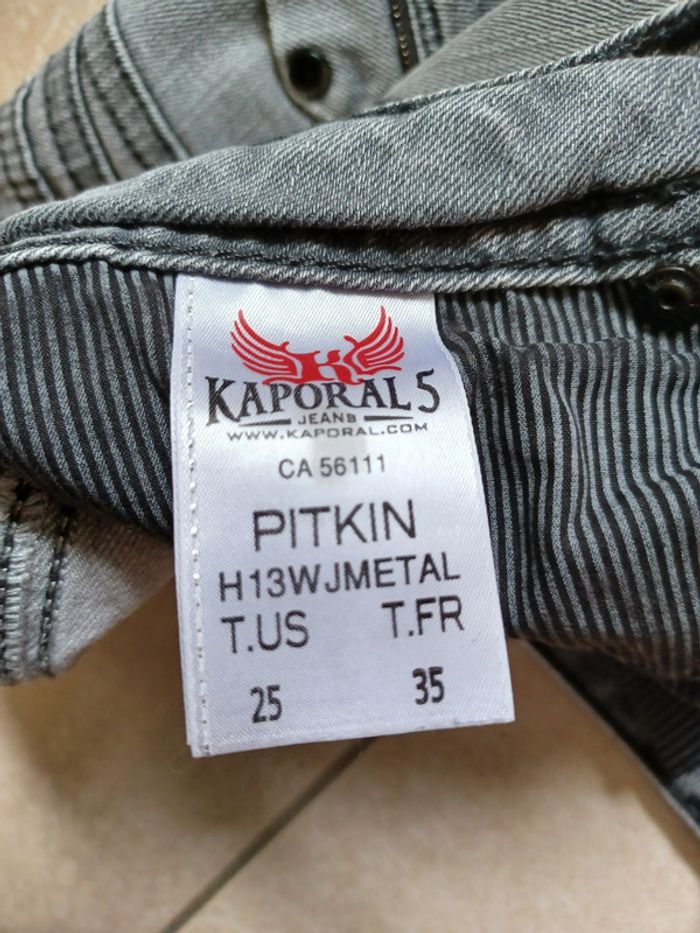 KAPORAL 5
JEANS
WWW.KAPORAL.COM
CA 56111
PITKIN
H13WJMETAL
T.US T.FR
25 35